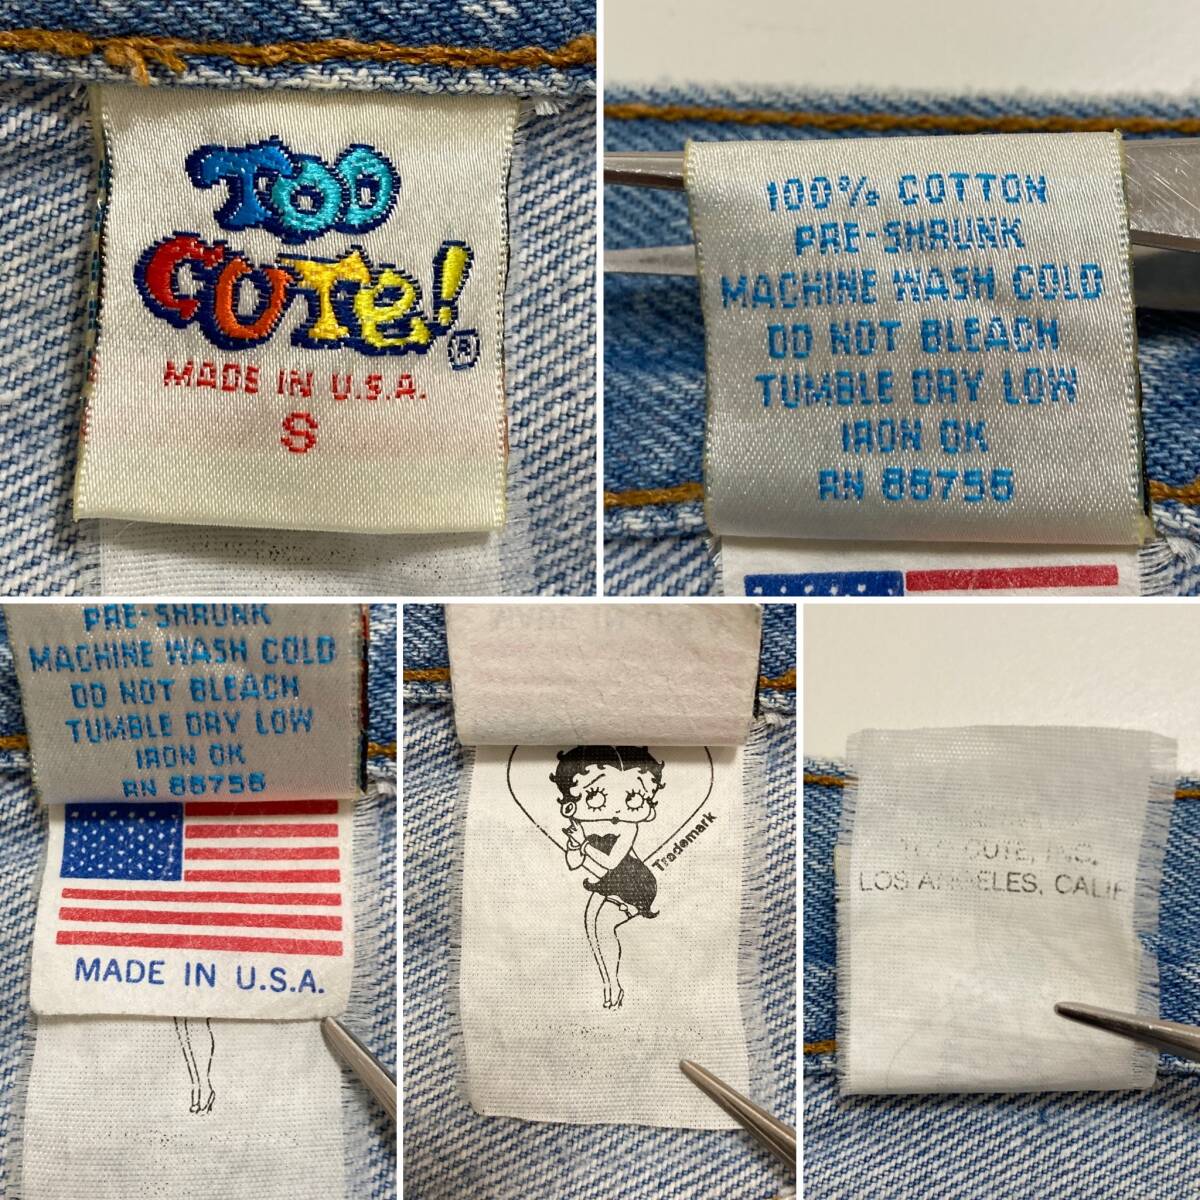 TOO
CUTE!®
MADE IN U.S.A.
S
100% COTTON
PRE-SHRUNK
MACHINE WASH COLD
DO NOT BLEACH
TUMBLE DRY LOW
IRON OK
RN 86756
PRE-SHRUNK
MACHINE WASH COLD
DO NOT BLEACH
TUMBLE DRY LOW
IRON OK
RN 86756
MADE IN U.S.A.
Trademark
TOO CUTE, INC.
LOS ANGELES, CALIF